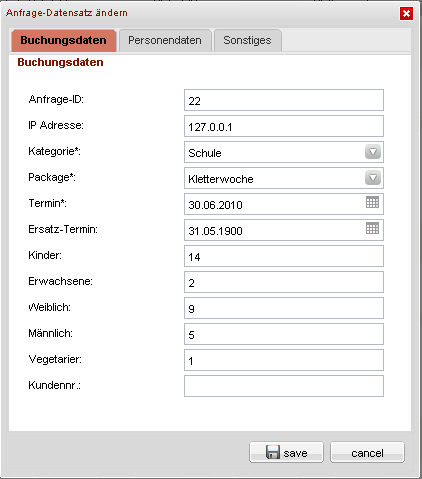 Anfrage-Datensatz ändern
Buchungsdaten Personendaten Sonstiges
Buchungsdaten
Anfrage-ID: 22
IP Adresse: 127.0.0.1
Kategorie*: Schule
Package*: Kletterwoche
Termin*: 30.06.2010
Ersatz-Termin: 31.05.1900
Kinder: 14
Erwachsene: 2
Weiblich: 9
Männlich: 5
Vegetarier: 1
Kundennr.:
save cancel